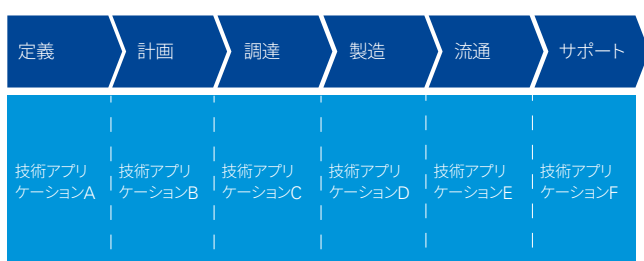 定義
計画
調達
製造
流通
サポート
技術アプリ
ケーションA
技術アプリ
ケーションB
技術アプリ
ケーションC
技術アプリ
ケーションD
技術アプリ
ケーションE
技術アプリ
ケーションF